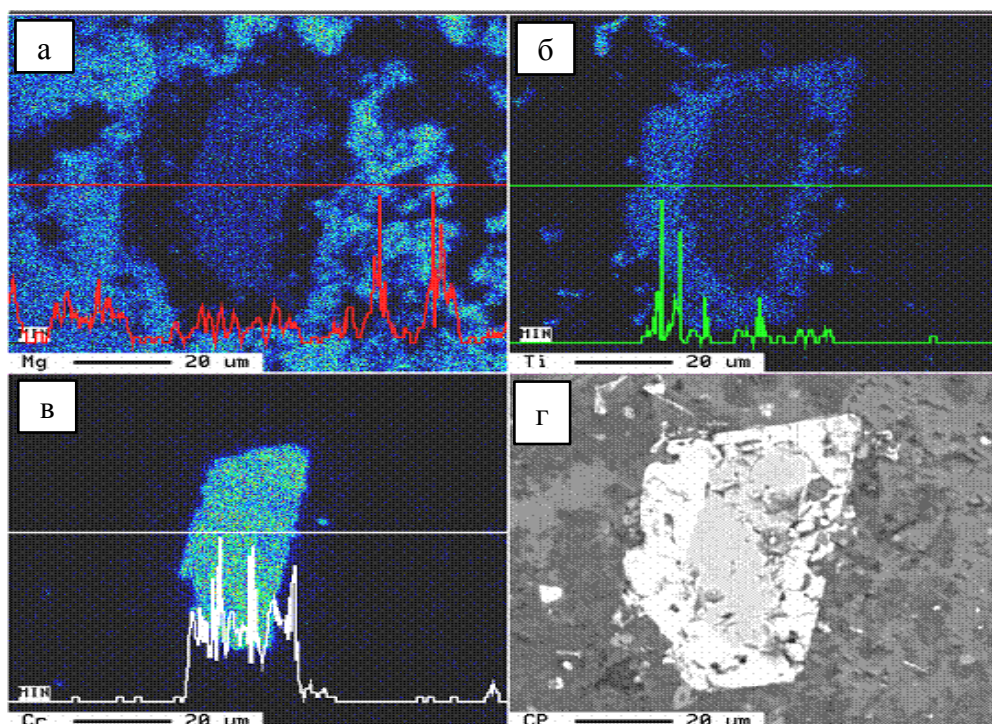 а
б
MIN
Mg 20 um
MIN
Ti 20 um
в
г
MIN
Cr 20 um
CP 20 um